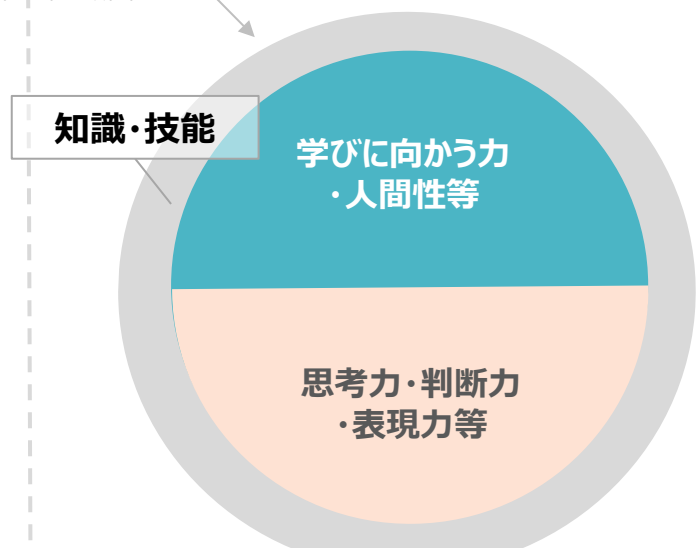 知識・技能
学びに向かう力
・人間性等
思考力・判断力
・表現力等